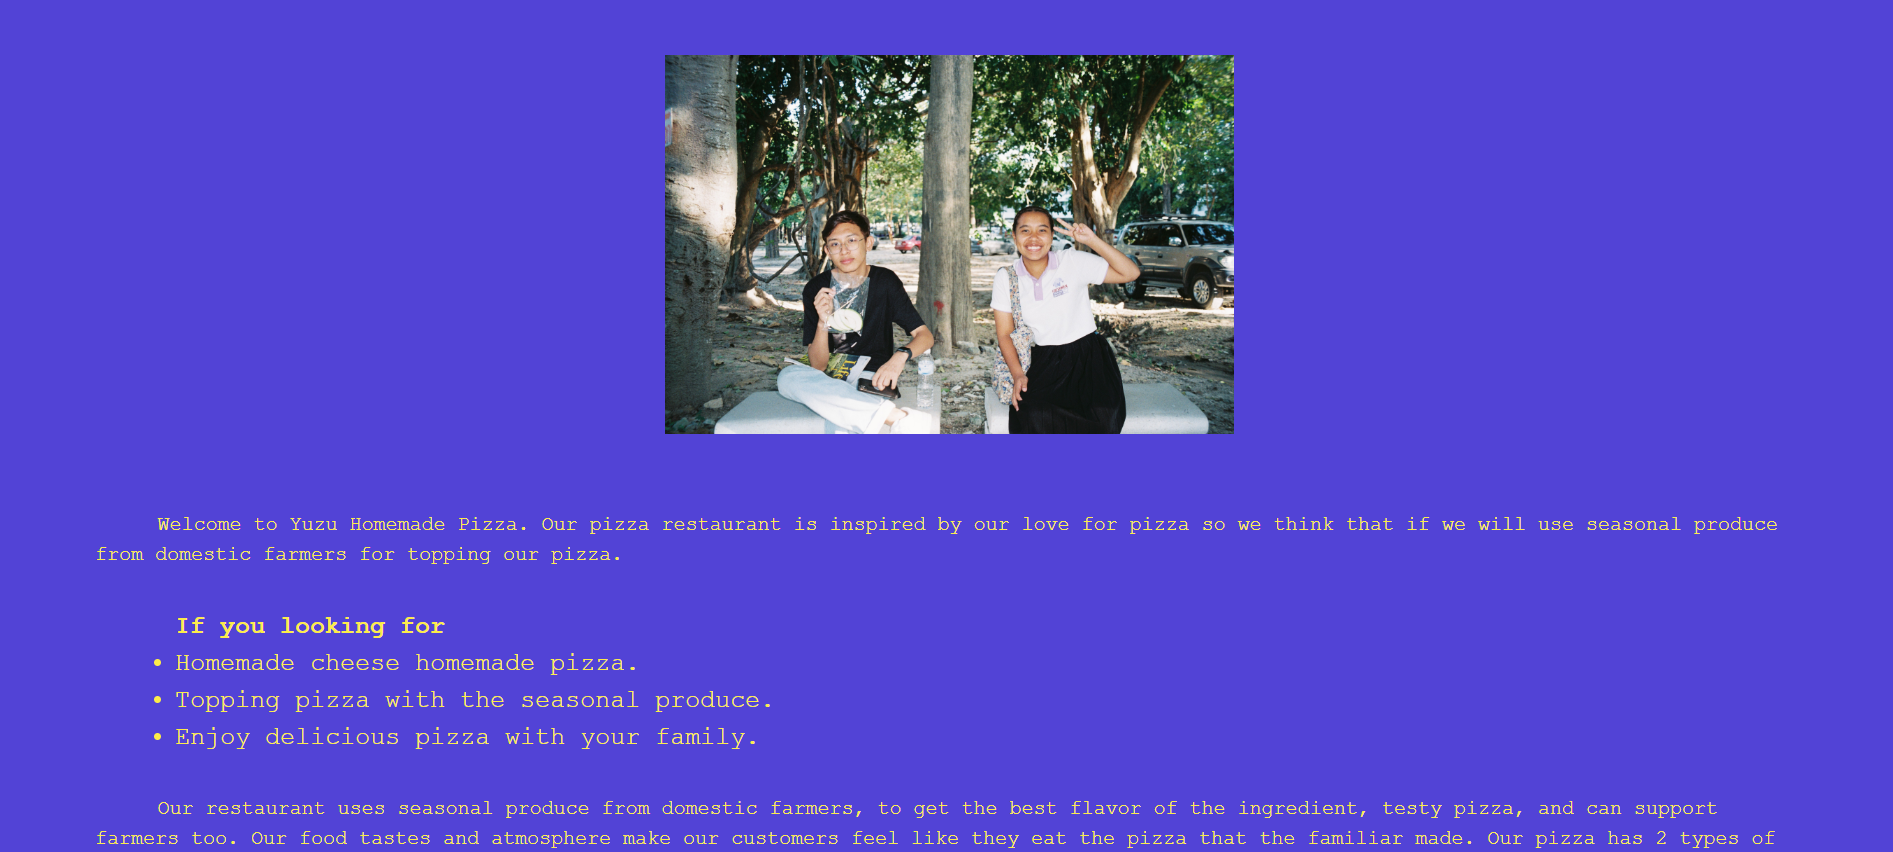 Welcome to Yuzu Homemade Pizza. Our pizza restaurant is inspired by our love for pizza so we think that if we will use seasonal produce
from domestic farmers for topping our pizza.
If you looking for
• Homemade cheese homemade pizza.
• Topping pizza with the seasonal produce.
• Enjoy delicious pizza with your family.
Our restaurant uses seasonal produce from domestic farmers, to get the best flavor of the ingredient, testy pizza, and can support
farmers too. Our food tastes and atmosphere make our customers feel like they eat the pizza that the familiar made. Our pizza has 2 types of